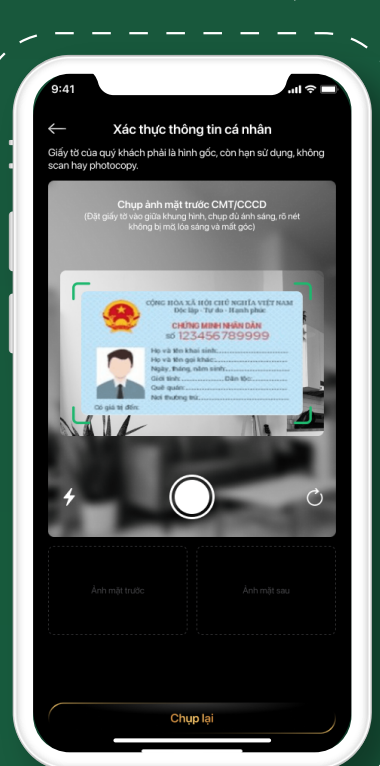 9:41
Xác thực thông tin cá nhân
Giấy tờ của quý khách phải là hình gốc, còn hạn sử dụng, không
scan hay photocopy.
Chụp ảnh mặt trước CMT/CCCD
(Đặt giấy tờ vào giữa khung hình, chụp đủ ánh sáng, rõ nét
không bị mờ, lóa sáng và mất góc)
CỘNG HÒA XÃ HỘI CHỦ NGHĨA VIỆT NAM
Độc lập - Tự do - Hạnh phúc
CHỨNG MINH NHÂN DÂN
SỐ 123456789999
Họ và tên khai sinh:
Họ và tên gọi khác:
Ngày, tháng, năm sinh:
Giới tính: Dân tộc:
Quê quán:
Nơi thường trú:
Có giá trị đến:
Ảnh mặt trước
Ảnh mặt sau
Chụp lại